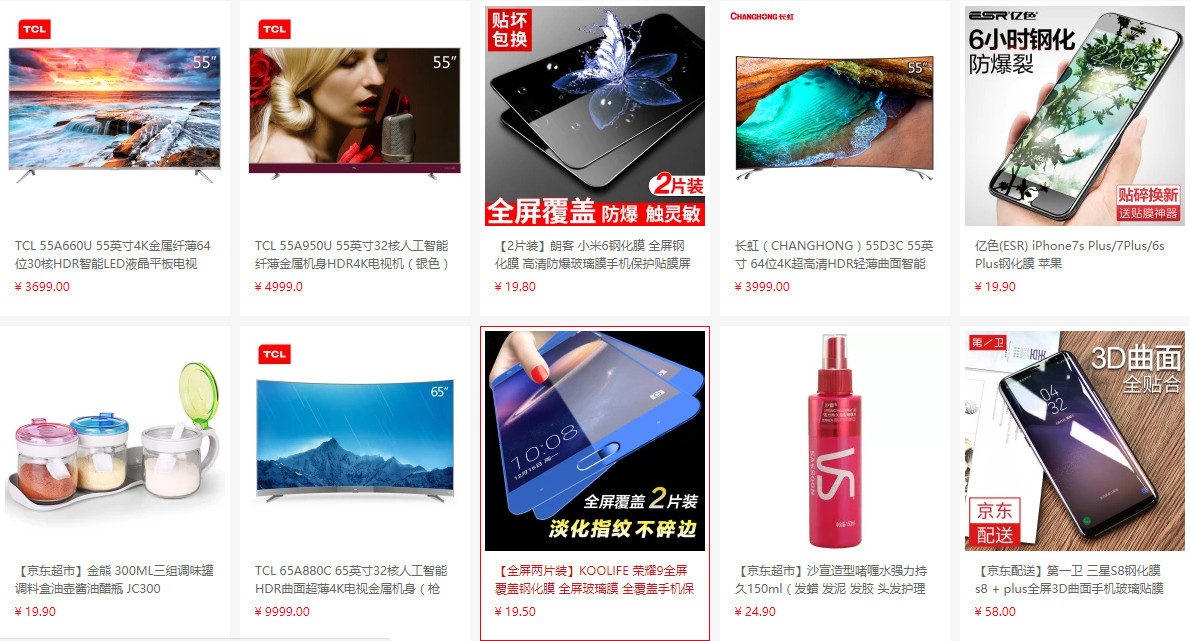 TCL
55"
TCL 55A660U 55英寸4K金属纤薄64
位30核HDR智能LED液晶平板电视
¥ 3699.00
TCL
55"
TCL 55A950U 55英寸32核人工智能
纤薄金属机身HDR4K电视机（银色）
¥ 4999.0
贴坏
包换
2片装
全屏覆盖 防爆 触灵敏
【2片装】朗客 小米6钢化膜 全屏钢
化膜 高清防爆玻璃膜手机保护贴膜屏
¥ 19.80
CHANGHONG 长虹
55"
长虹（CHANGHONG）55D3C 55英
寸 64位4K超高清HDR轻薄曲面智能
¥ 3999.00
ESR 亿色
6小时钢化
防爆裂
贴碎换新
送贴膜神器
亿色(ESR) iPhone7s Plus/7Plus/6s
Plus钢化膜 苹果
¥ 19.90
【京东超市】金熊 300ML三组调味罐
调料盒油壶酱油醋瓶 JC300
¥ 19.90
TCL
65"
TCL 65A880C 65英寸32核人工智能
HDR曲面超薄4K电视金属机身（枪
¥ 9999.00
10:08
12月16日 周一
全屏覆盖2片装
淡化指纹 不碎边
【全屏两片装】KOOLIFE 荣耀9全屏
覆盖钢化膜 全屏玻璃膜 全覆盖手机保
¥ 19.50
VS
【京东超市】沙宣造型啫喱水强力持
久150ml（发蜡 发泥 发胶 头发护理
¥ 24.90
第一卫
3D曲面
全贴合
04
32
京东
配送
【京东配送】第一卫 三星S8钢化膜
s8 + plus全屏3D曲面手机玻璃贴膜
¥ 58.00